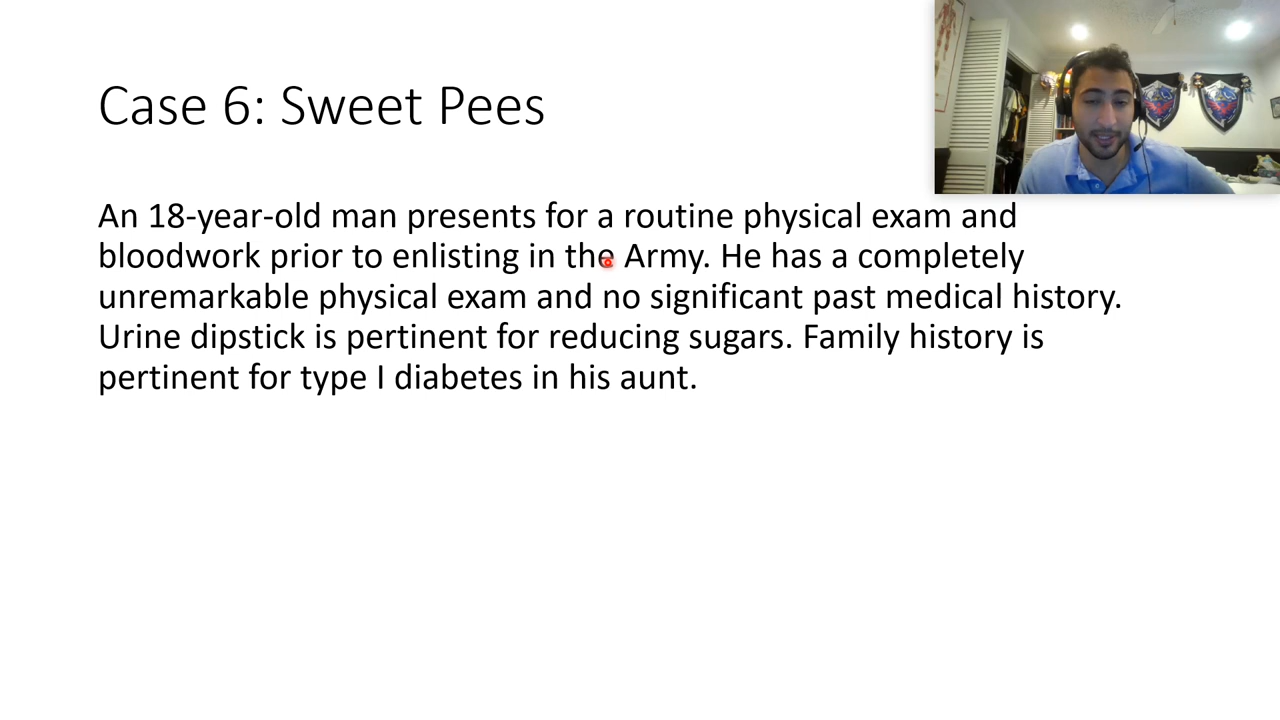 Case 6: Sweet Pees
An 18-year-old man presents for a routine physical exam and
bloodwork prior to enlisting in the Army. He has a completely
unremarkable physical exam and no significant past medical history.
Urine dipstick is pertinent for reducing sugars. Family history is
pertinent for type I diabetes in his aunt.